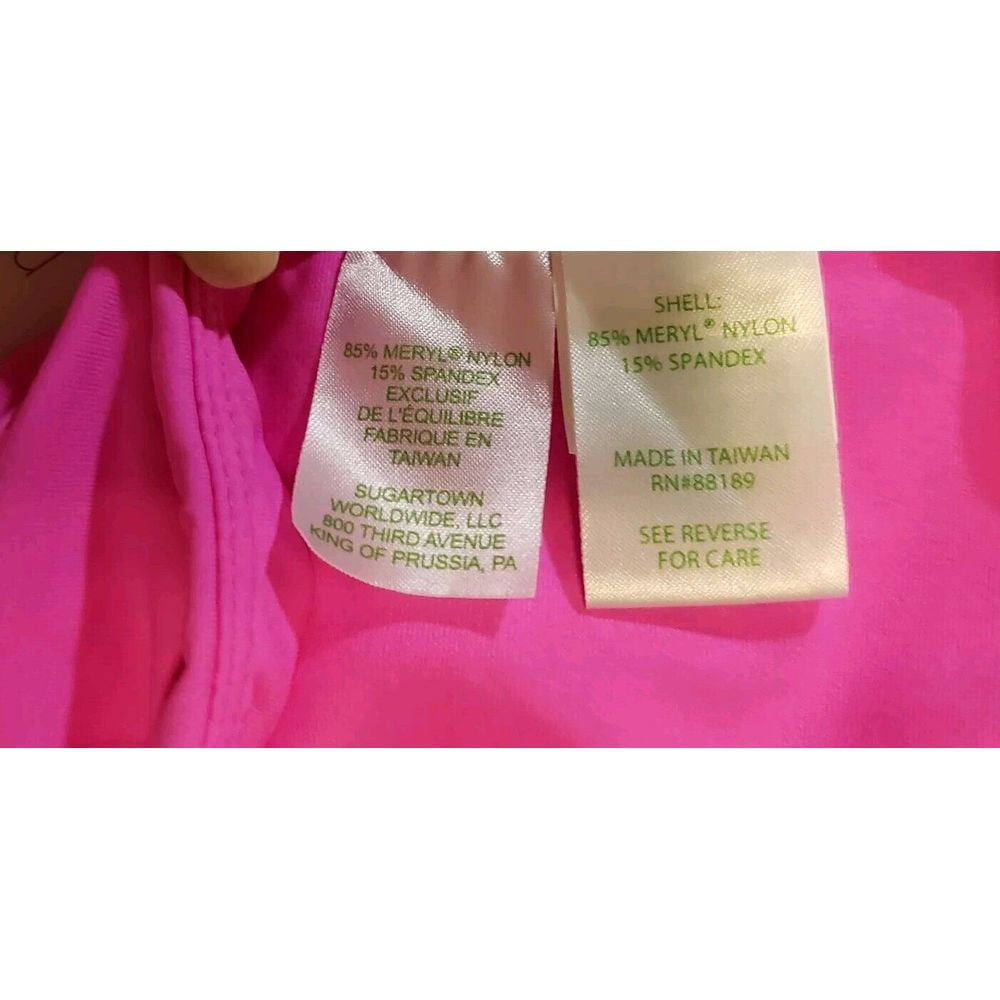 85% MERYL® NYLON
15% SPANDEX
EXCLUSIF
DE L'ÉQUILIBRE
FABRIQUE EN
TAIWAN
SUGARTOWN
WORLDWIDE, LLC
800 THIRD AVENUE
KING OF PRUSSIA, PA
SHELL:
85% MERYL® NYLON
15% SPANDEX
MADE IN TAIWAN
RN#88189
SEE REVERSE
FOR CARE